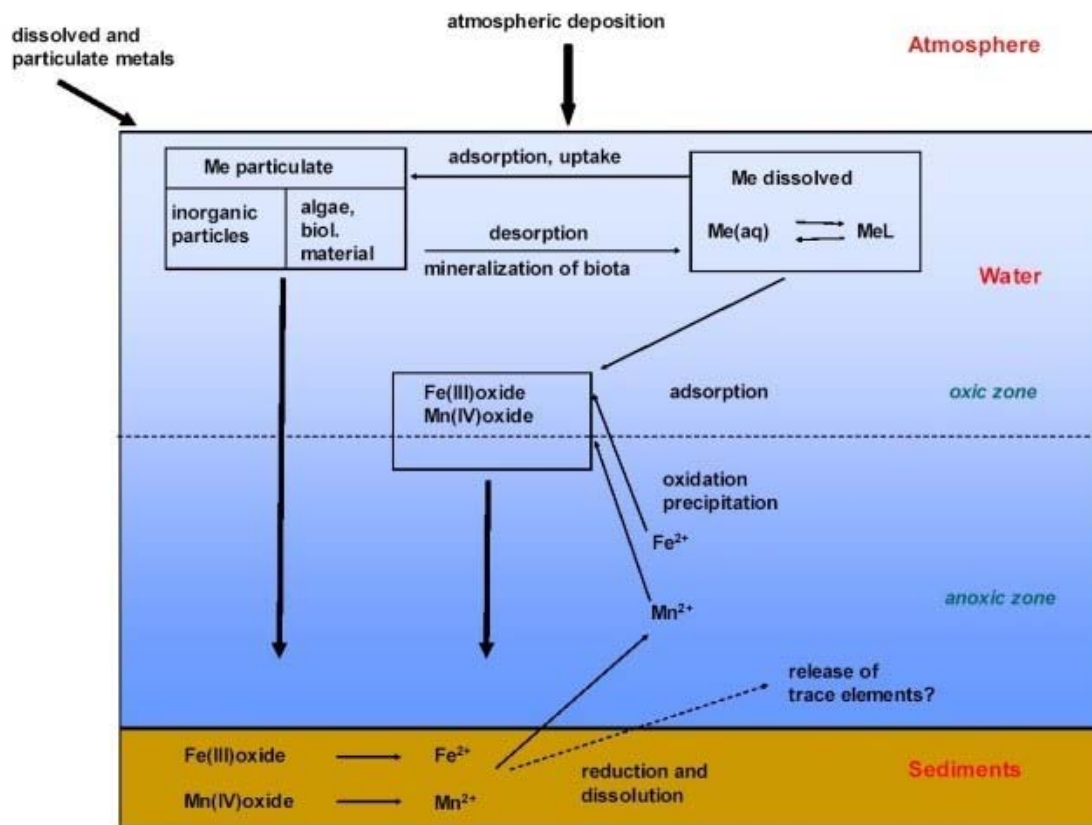 atmospheric deposition
dissolved and
particulate metals
Atmosphere
Me particulate
inorganic
particles
algae,
biol.
material
adsorption, uptake
desorption
mineralization of biota
Me dissolved
Me(aq)
MeL
Water
Fe(III)oxide
Mn(IV)oxide
adsorption
oxic zone
oxidation
precipitation
Fe²⁺
Mn²⁺
anoxic zone
release of
trace elements?
Fe(III)oxide
Fe²⁺
Mn(IV)oxide
Mn²⁺
reduction and
dissolution
Sediments